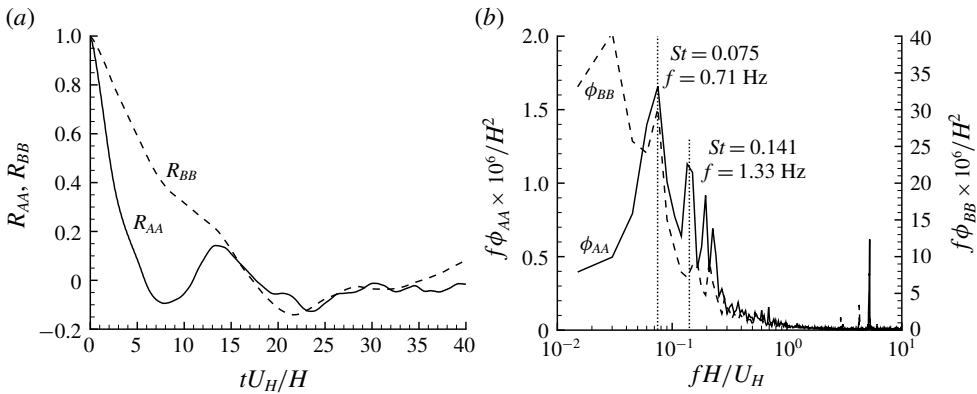 (a)
1.0
0.8
0.6
0.4
0.2
0
−0.2
R_AA, R_BB
R_BB
R_AA
0 5 10 15 20 25 30 35 40
tU_H/H
(b)
2.0
1.5
1.0
0.5
0
fϕ_AA × 10^6/H^2
St = 0.075
f = 0.71 Hz
ϕ_BB
St = 0.141
f = 1.33 Hz
ϕ_AA
40
35
30
25
20
15
10
5
0
fϕ_BB × 10^6/H^2
10^−2 10^−1 10^0 10^1
fH/U_H